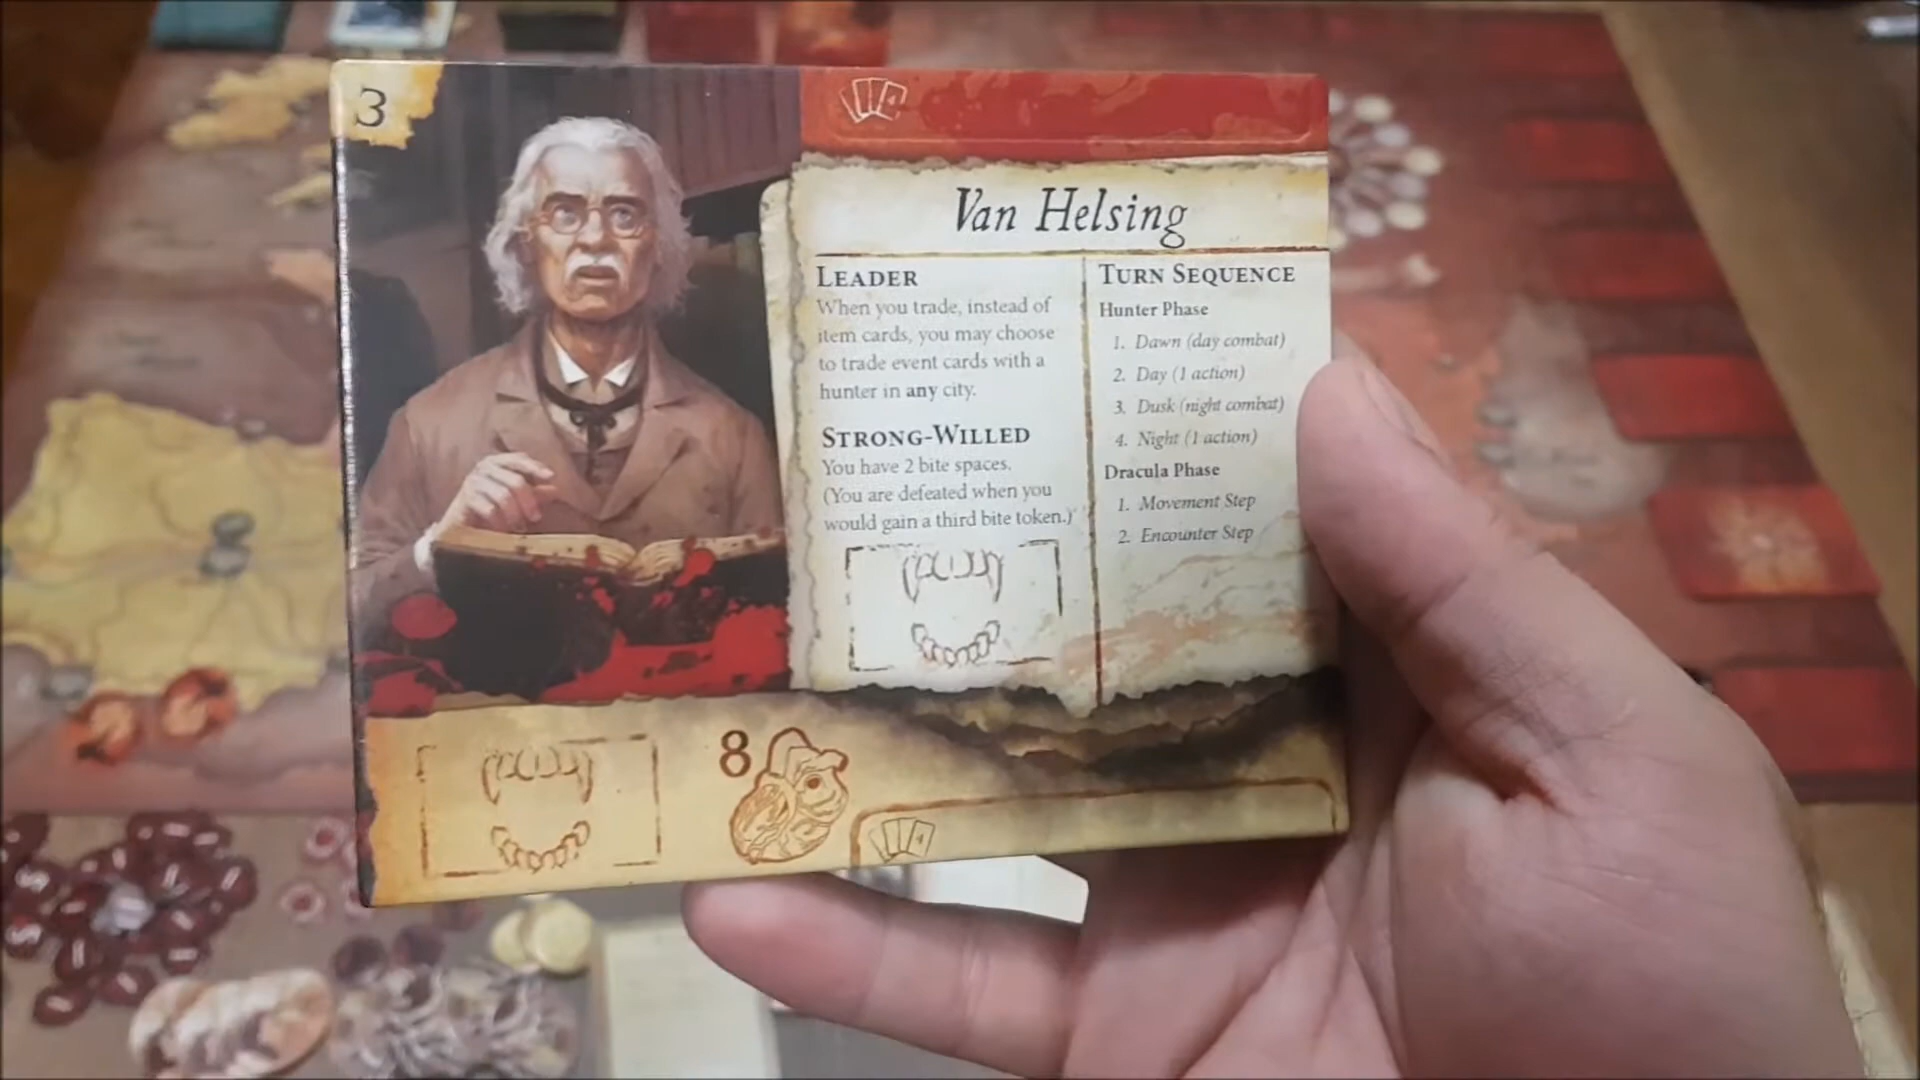 3
4
Van Helsing
LEADER
When you trade, instead of
item cards, you may choose
to trade event cards with a
hunter in any city.
STRONG-WILLED
You have 2 bite spaces.
(You are defeated when you
would gain a third bite token.)
TURN SEQUENCE
Hunter Phase
1. Dawn (day combat)
2. Day (1 action)
3. Dusk (night combat)
4. Night (1 action)
Dracula Phase
1. Movement Step
2. Encounter Step
8
4